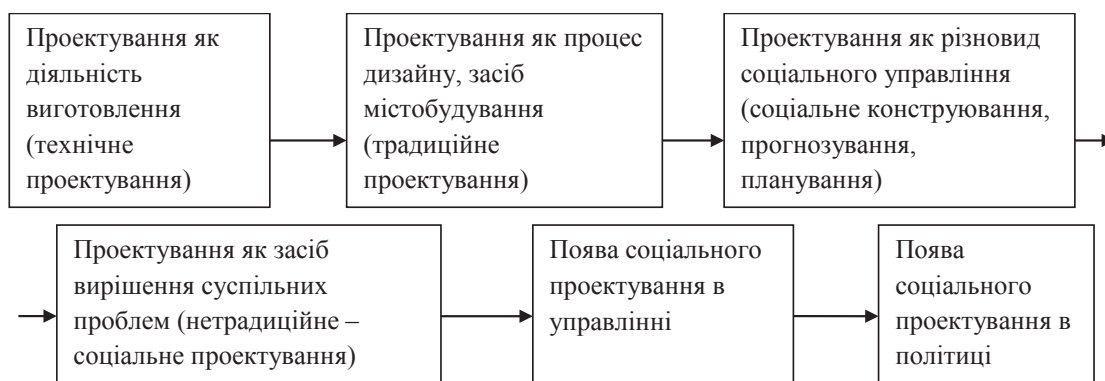 Проектування як
діяльність
виготовлення
(технічне
проектування)
Проектування як процес
дизайну, засіб
містобудування
(традиційне
проектування)
Проектування як різновид
соціального управління
(соціальне конструювання,
прогнозування,
планування)
Проектування як засіб
вирішення суспільних
проблем (нетрадиційне –
соціальне проектування)
Поява соціального
проектування в
управлінні
Поява
соціального
проектування в
політиці